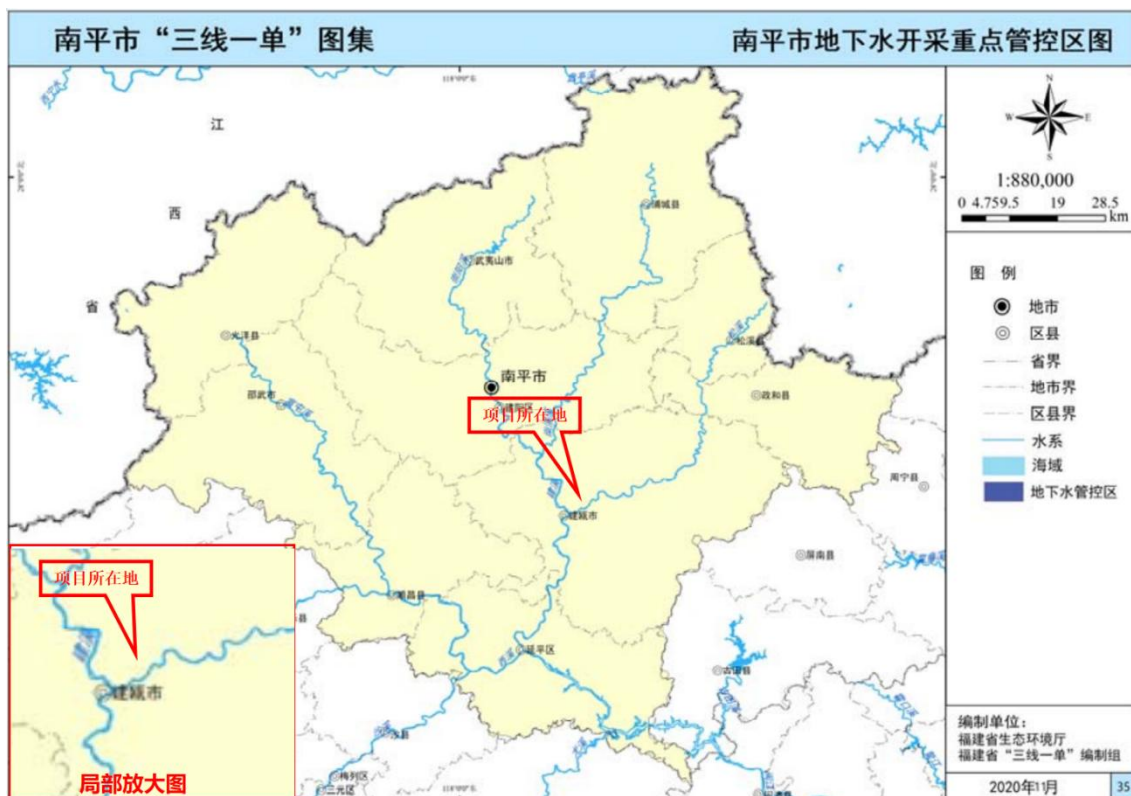 南平市“三线一单”图集
南平市地下水开采重点管控区图
江
西
省
N
W
E
S
1:880,000
0 4.75 9.5 19 28.5
km
图 例
地市
区县
省界
地市界
区县界
水系
海域
地下水管控区
浦城县
武夷山市
光泽县
松溪县
南平市
邵武市
政和县
建阳区
项目所在地
周宁县
建瓯市
屏南县
顺昌县
延平区
西溪
古田县
梅列区
三元区
项目所在地
建瓯市
局部放大图
编制单位：
福建省生态环境厅
福建省“三线一单”编制组
2020年11月
35